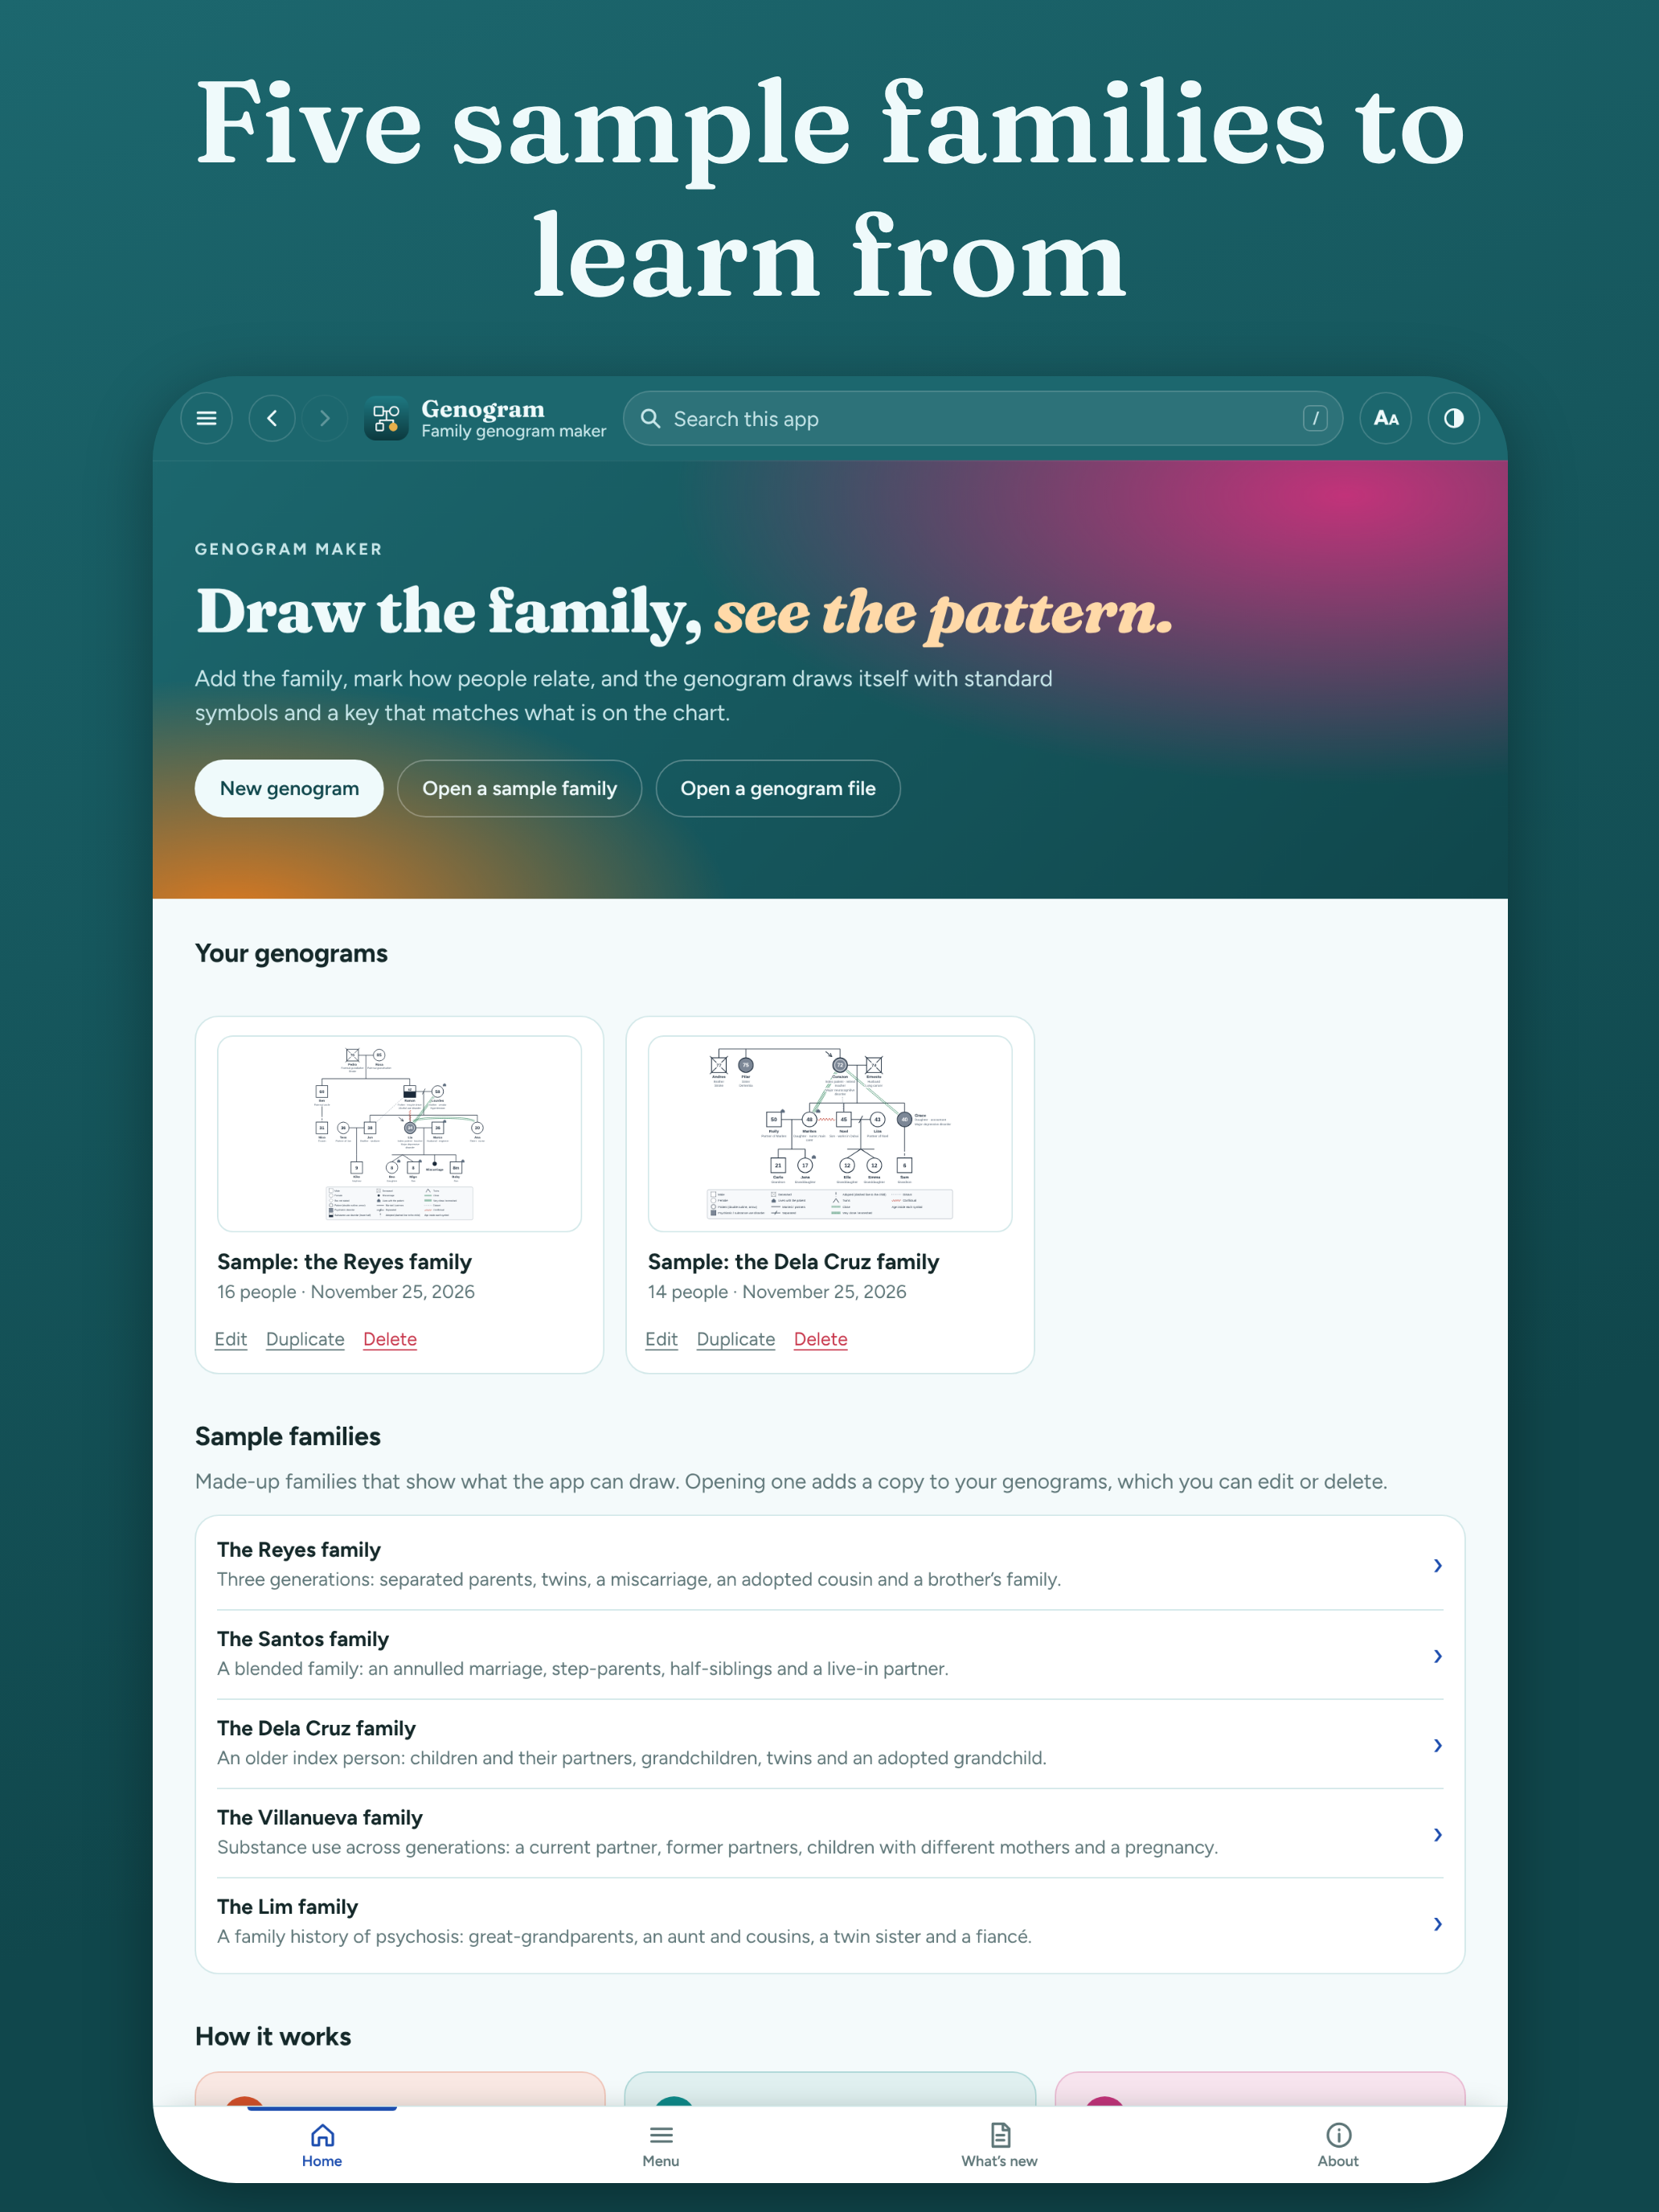 Five sample families to
learn from
Genogram
Family genogram maker
Search this app
/
AA
GENOGRAM MAKER
Draw the family, see the pattern.
Add the family, mark how people relate, and the genogram draws itself with standard
symbols and a key that matches what is on the chart.
New genogram
Open a sample family
Open a genogram file
Your genograms
Sample: the Reyes family
16 people · November 25, 2026
Edit Duplicate Delete
Sample: the Dela Cruz family
14 people · November 25, 2026
Edit Duplicate Delete
Sample families
Made-up families that show what the app can draw. Opening one adds a copy to your genograms, which you can edit or delete.
The Reyes family
Three generations: separated parents, twins, a miscarriage, an adopted cousin and a brother’s family.
The Santos family
A blended family: an annulled marriage, step-parents, half-siblings and a live-in partner.
The Dela Cruz family
An older index person: children and their partners, grandchildren, twins and an adopted grandchild.
The Villanueva family
Substance use across generations: a current partner, former partners, children with different mothers and a pregnancy.
The Lim family
A family history of psychosis: great-grandparents, an aunt and cousins, a twin sister and a fiancé.
How it works
Home
Menu
What’s new
About